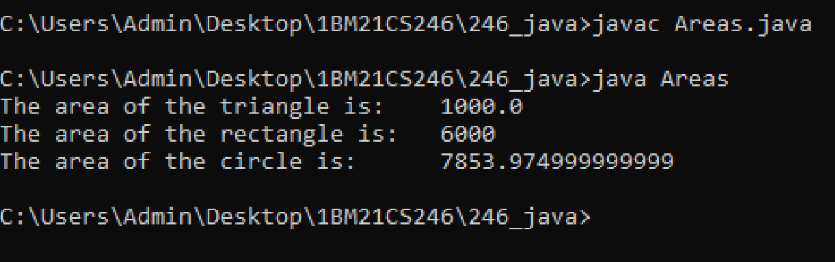 C:\Users\Admin\Desktop\1BM21CS246\246_java>javac Areas.java
C:\Users\Admin\Desktop\1BM21CS246\246_java>java Areas
The area of the triangle is:    1000.0
The area of the rectangle is:   6000
The area of the circle is:      7853.974999999999
C:\Users\Admin\Desktop\1BM21CS246\246_java>